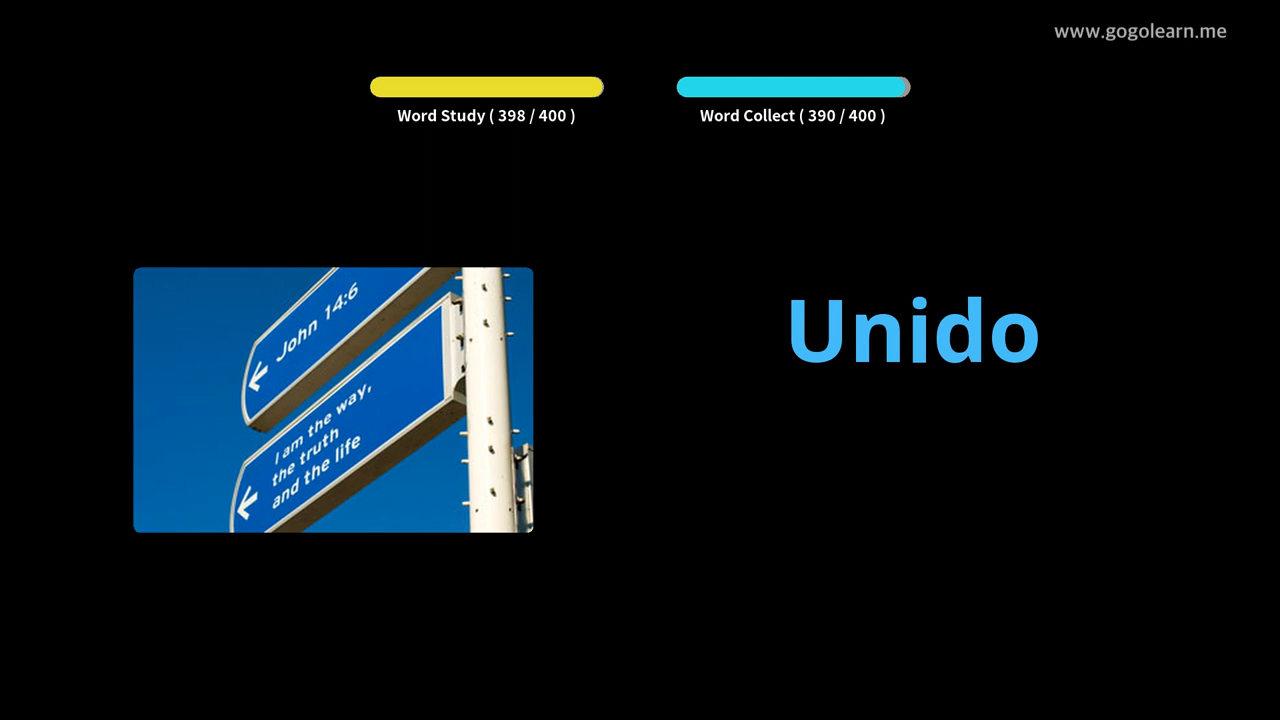 www.gogolearn.me
Word Study ( 398 / 400 )
Word Collect ( 390 / 400 )
John 14:6
I am the way,
the truth
and the life
Unido